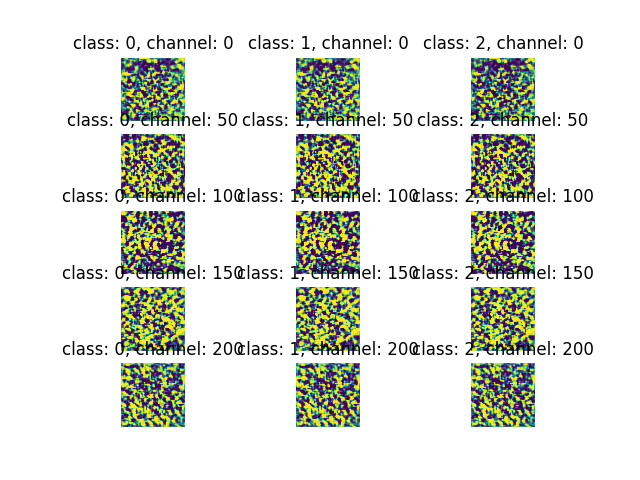 class: 0, channel: 0 class: 1, channel: 0 class: 2, channel: 0
class: 0, channel: 50 class: 1, channel: 50 class: 2, channel: 50
class: 0, channel: 100 class: 1, channel: 100 class: 2, channel: 100
class: 0, channel: 150 class: 1, channel: 150 class: 2, channel: 150
class: 0, channel: 200 class: 1, channel: 200 class: 2, channel: 200